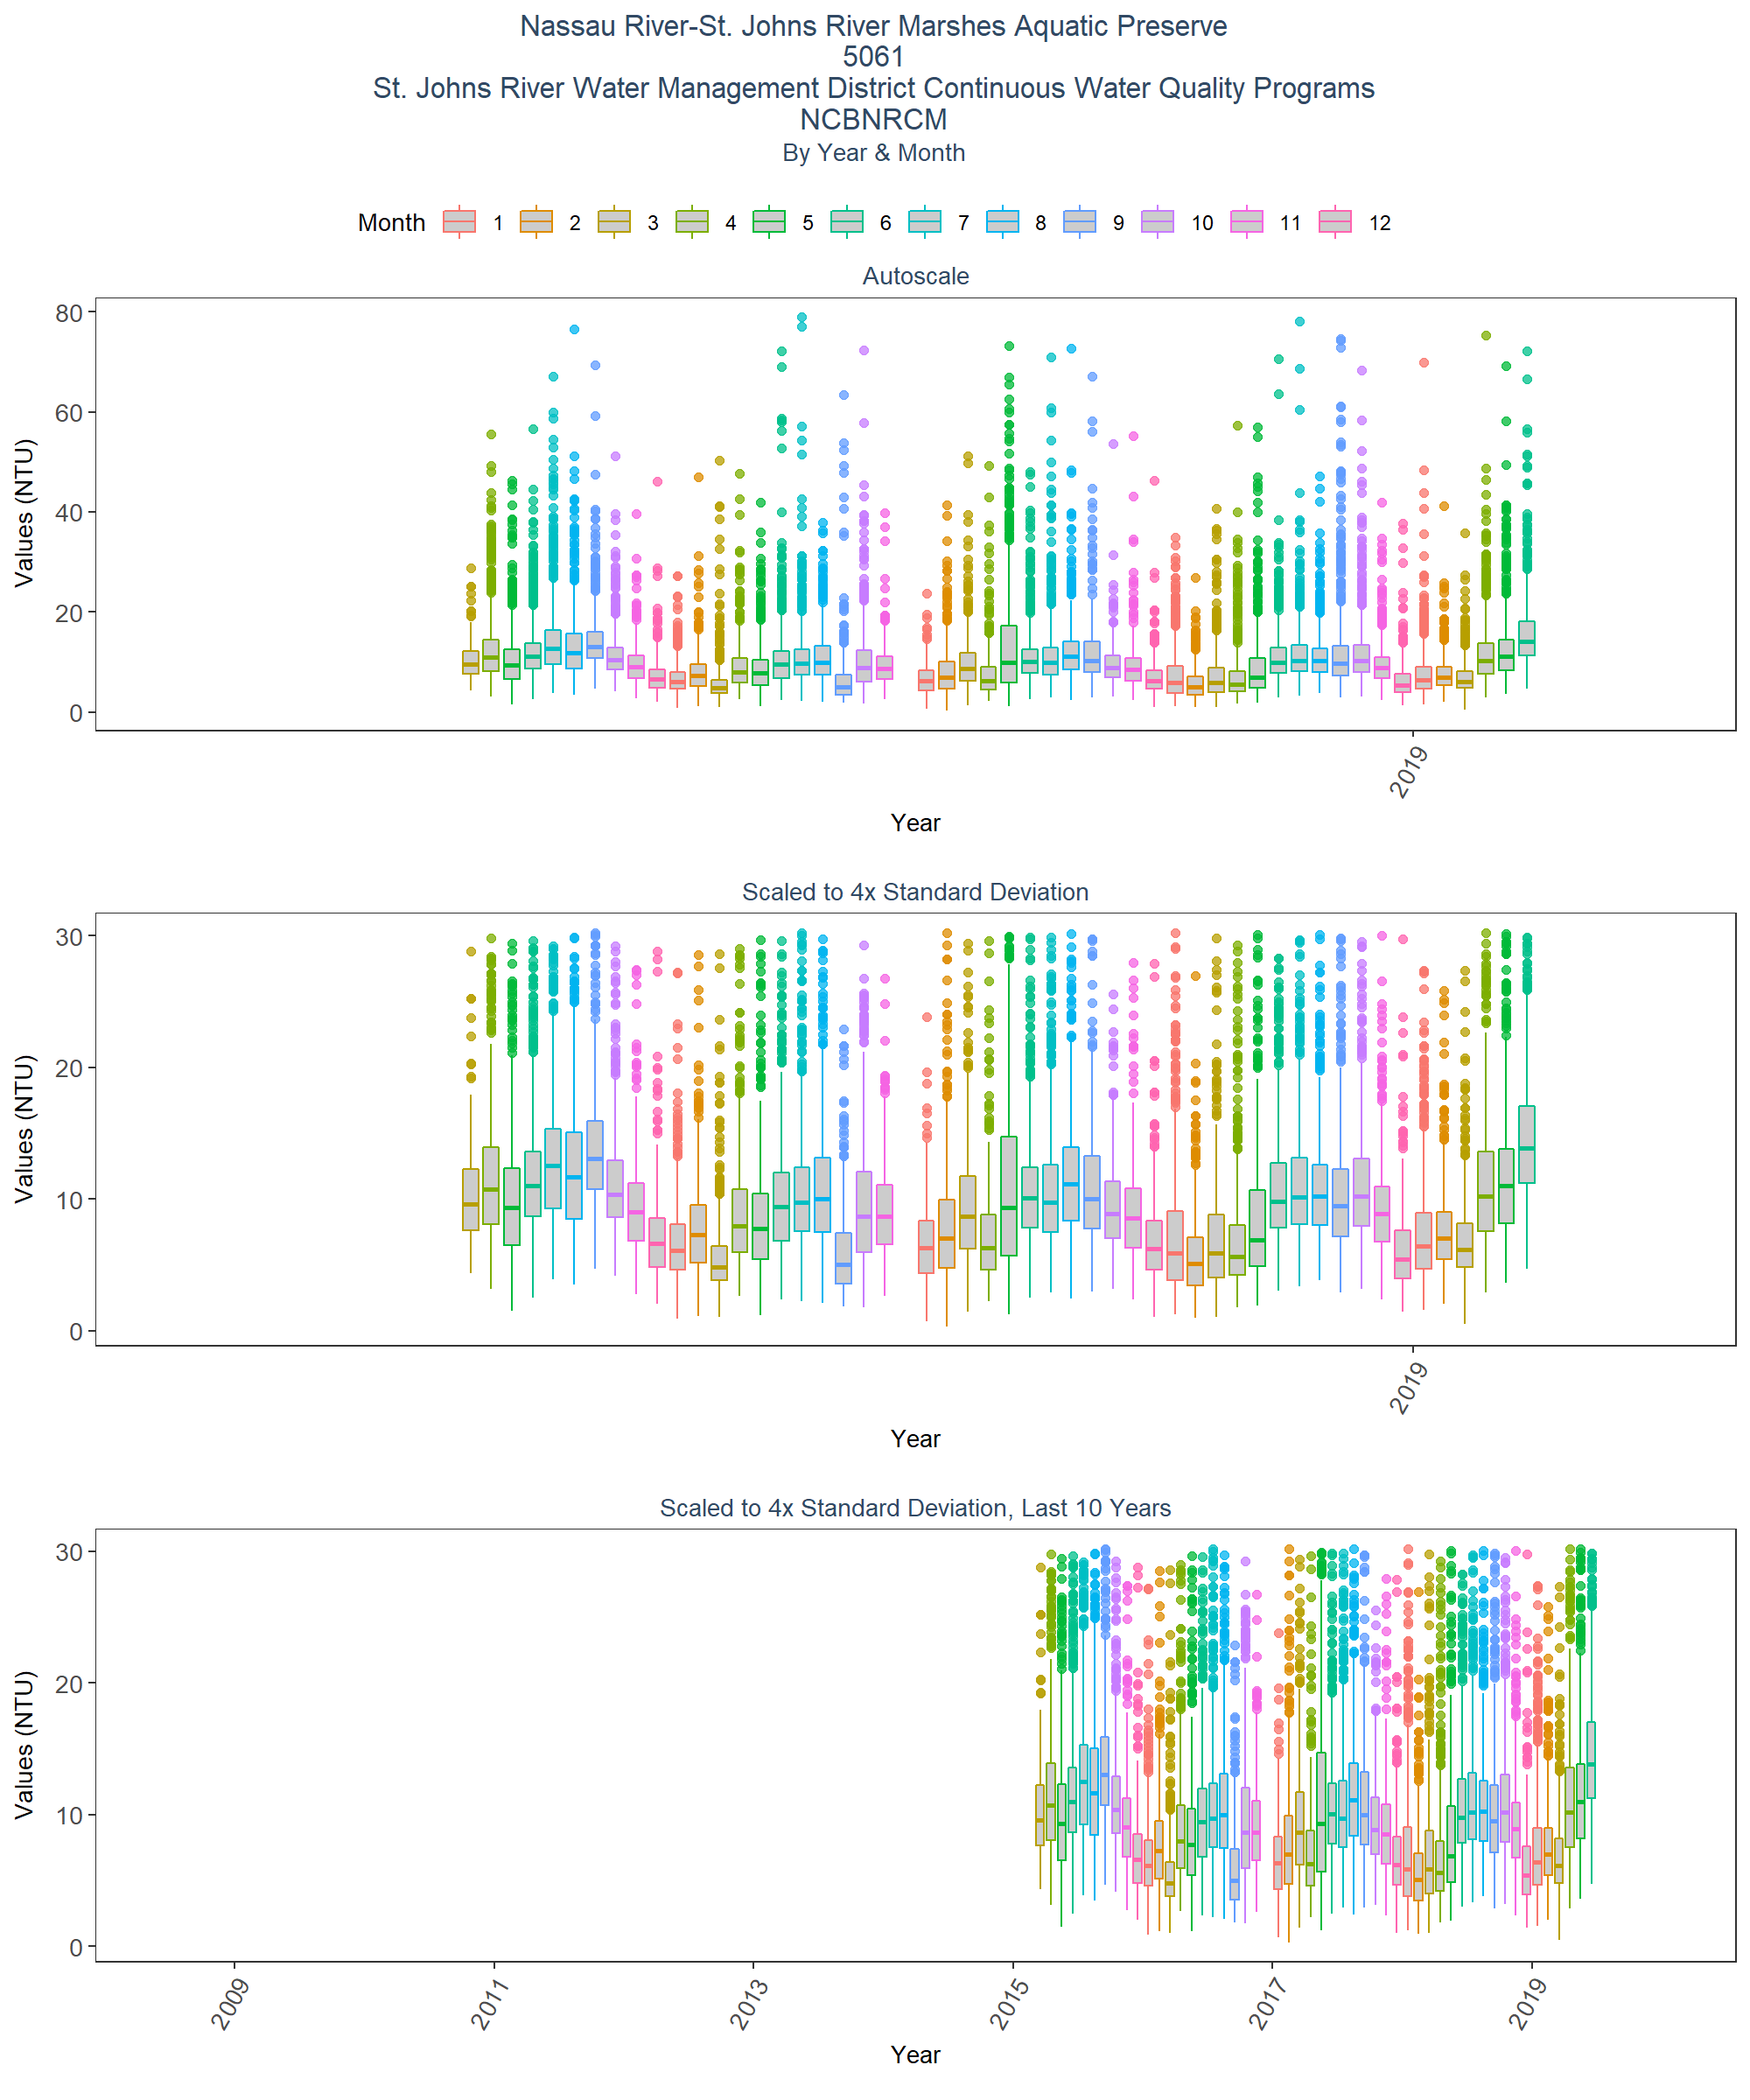 Nassau River-St. Johns River Marshes Aquatic Preserve
5061
St. Johns River Water Management District Continuous Water Quality Programs
NCBNRCM
By Year & Month
Month 1 2 3 4 5 6 7 8 9 10 11 12
Autoscale
Values (NTU)
80
60
40
20
0
2019
Year
Scaled to 4x Standard Deviation
Values (NTU)
30
20
10
0
2019
Year
Scaled to 4x Standard Deviation, Last 10 Years
Values (NTU)
30
20
10
0
2009 2011 2013 2015 2017 2019
Year